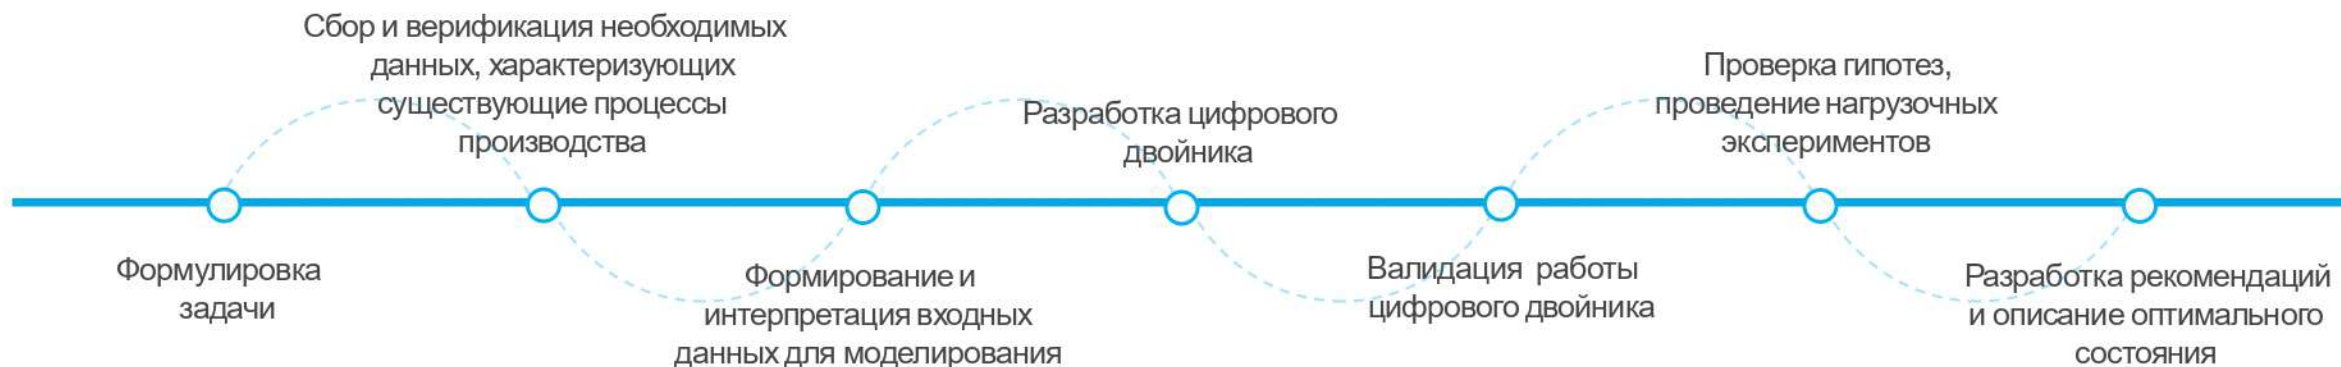 Формулировка
задачи
Сбор и верификация необходимых
данных, характеризующих
существующие процессы
производства
Формирование и
интерпретация входных
данных для моделирования
Разработка цифрового
двойника
Валидация работы
цифрового двойника
Проверка гипотез,
проведение нагрузочных
экспериментов
Разработка рекомендаций
и описание оптимального
состояния